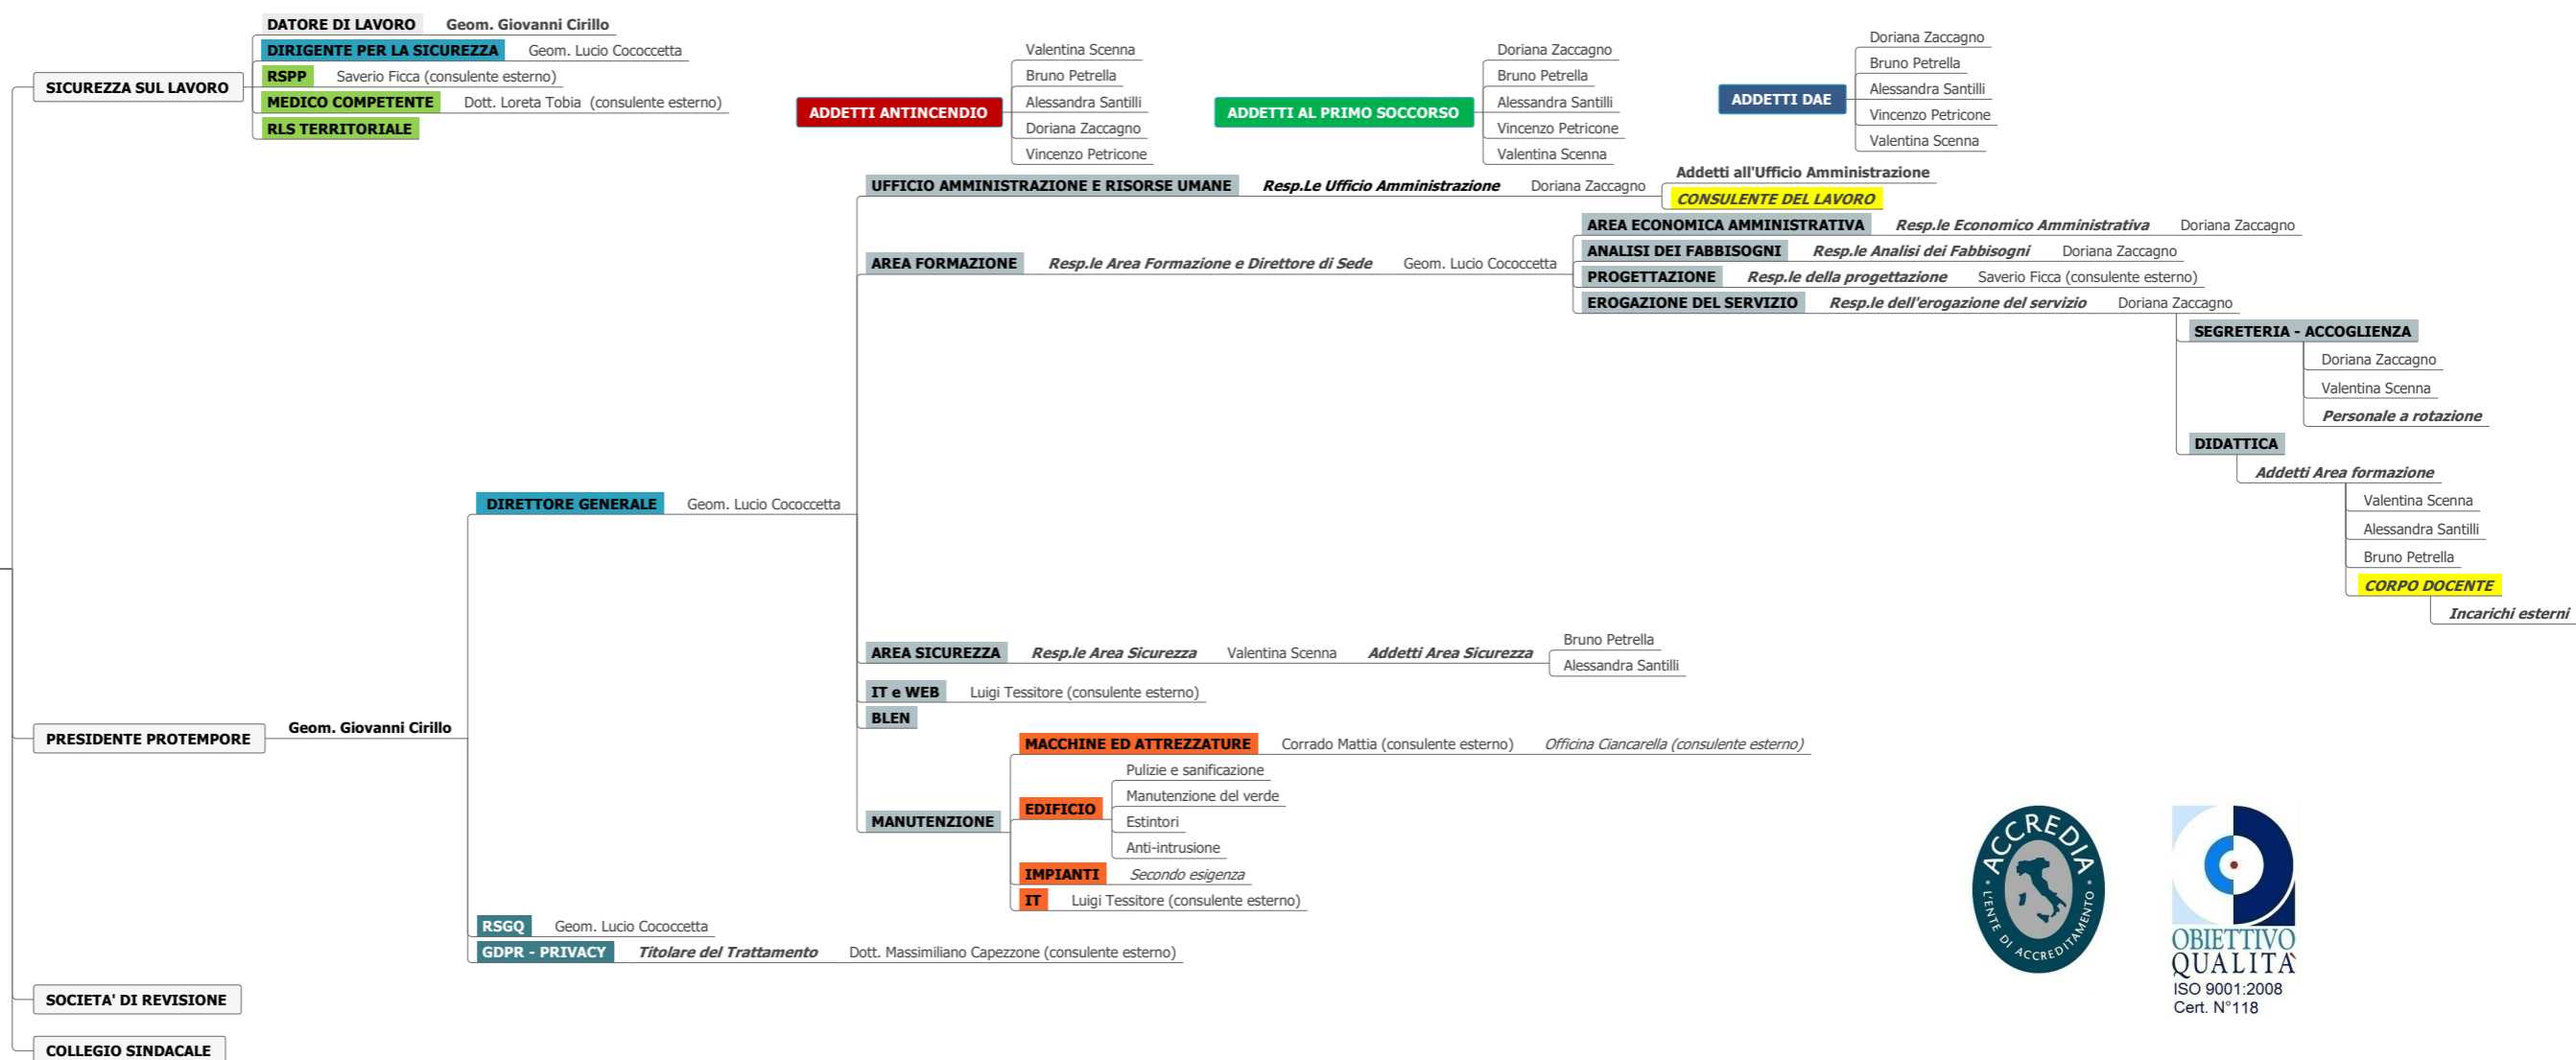 SICUREZZA SUL LAVORO
DATORE DI LAVORO Geom. Giovanni Cirillo
DIRIGENTE PER LA SICUREZZA Geom. Lucio Cococcetta
RSPP Saverio Ficca (consulente esterno)
MEDICO COMPETENTE Dott. Loreta Tobia (consulente esterno)
RLS TERRITORIALE
ADDETTI ANTINCENDIO
Valentina Scenna
Bruno Petrella
Alessandra Santilli
Doriana Zaccagno
Vincenzo Petricone
ADDETTI AL PRIMO SOCCORSO
Doriana Zaccagno
Bruno Petrella
Alessandra Santilli
Vincenzo Petricone
Valentina Scenna
ADDETTI DAE
Doriana Zaccagno
Bruno Petrella
Alessandra Santilli
Vincenzo Petricone
Valentina Scenna
PRESIDENTE PROTEMPORE Geom. Giovanni Cirillo
DIRETTORE GENERALE Geom. Lucio Cococcetta
UFFICIO AMMINISTRAZIONE E RISORSE UMANE Resp.Le Ufficio Amministrazione Doriana Zaccagno
Addetti all'Ufficio Amministrazione
CONSULENTE DEL LAVORO
AREA FORMAZIONE Resp.le Area Formazione e Direttore di Sede Geom. Lucio Cococcetta
AREA ECONOMICA AMMINISTRATIVA Resp.le Economico Amministrativa Doriana Zaccagno
ANALISI DEI FABBISOGNI Resp.le Analisi dei Fabbisogni Doriana Zaccagno
PROGETTAZIONE Resp.le della progettazione Saverio Ficca (consulente esterno)
EROGAZIONE DEL SERVIZIO Resp.le dell'erogazione del servizio Doriana Zaccagno
SEGRETERIA - ACCOGLIENZA
Doriana Zaccagno
Valentina Scenna
Personale a rotazione
DIDATTICA
Addetti Area formazione
Valentina Scenna
Alessandra Santilli
Bruno Petrella
CORPO DOCENTE
Incarichi esterni
AREA SICUREZZA Resp.le Area Sicurezza Valentina Scenna Addetti Area Sicurezza
Bruno Petrella
Alessandra Santilli
IT e WEB Luigi Tessitore (consulente esterno)
BLEN
MANUTENZIONE
MACCHINE ED ATTREZZATURE Corrado Mattia (consulente esterno) Officina Ciancarella (consulente esterno)
EDIFICIO
Pulizie e sanificazione
Manutenzione del verde
Estintori
Anti-intrusione
IMPIANTI Secondo esigenza
IT Luigi Tessitore (consulente esterno)
RSGQ Geom. Lucio Cococcetta
GDPR - PRIVACY Titolare del Trattamento Dott. Massimiliano Capezzone (consulente esterno)
SOCIETA' DI REVISIONE
COLLEGIO SINDACALE
ACCREDIA
L'ENTE DI ACCREDITAMENTO
OBIETTIVO
QUALITÀ
ISO 9001:2008
Cert. N°118